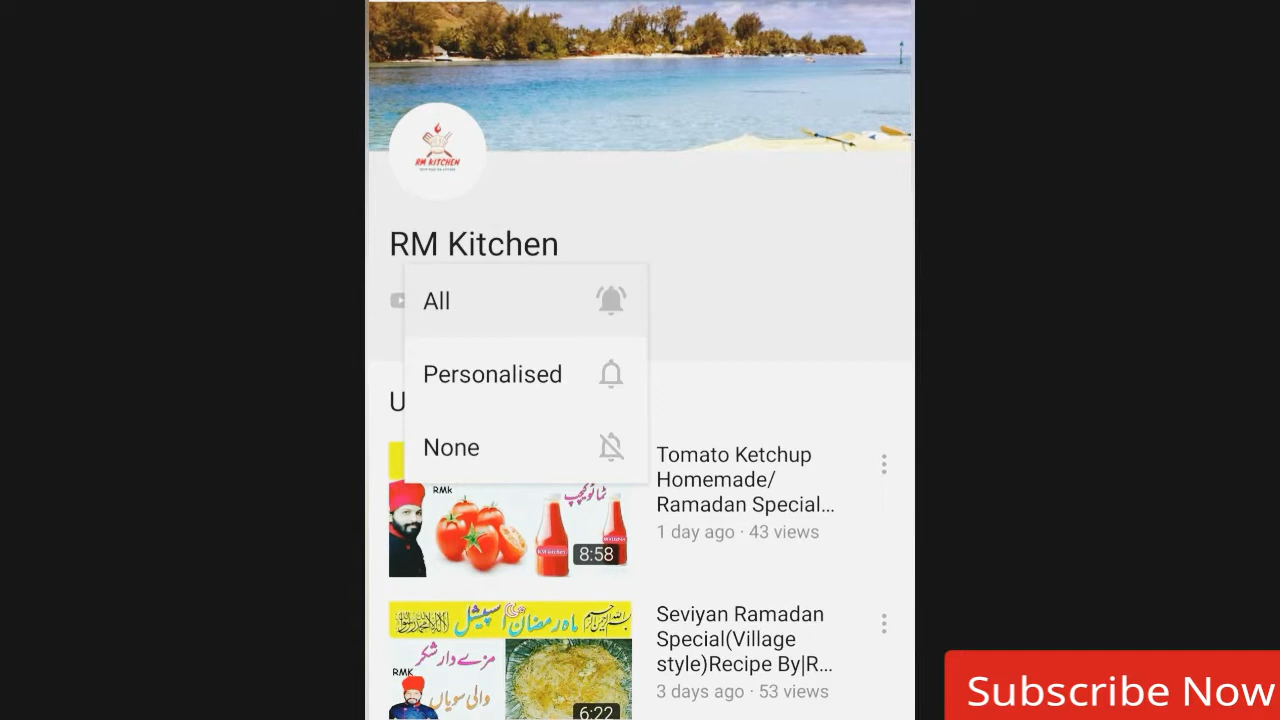 RM KITCHEN
RM Kitchen
All
Personalised
None
U
Tomato Ketchup
Homemade/
Ramadan Special...
1 day ago · 43 views
RMk
ٹماٹو کیچپ
RM kitchen
8:58
Seviyan Ramadan
Special(Village
style)Recipe By|R...
3 days ago · 53 views
ماہ رمضان اسپیشل
مزے دار شکر
RMK
والی سویاں
6:22
Subscribe Now